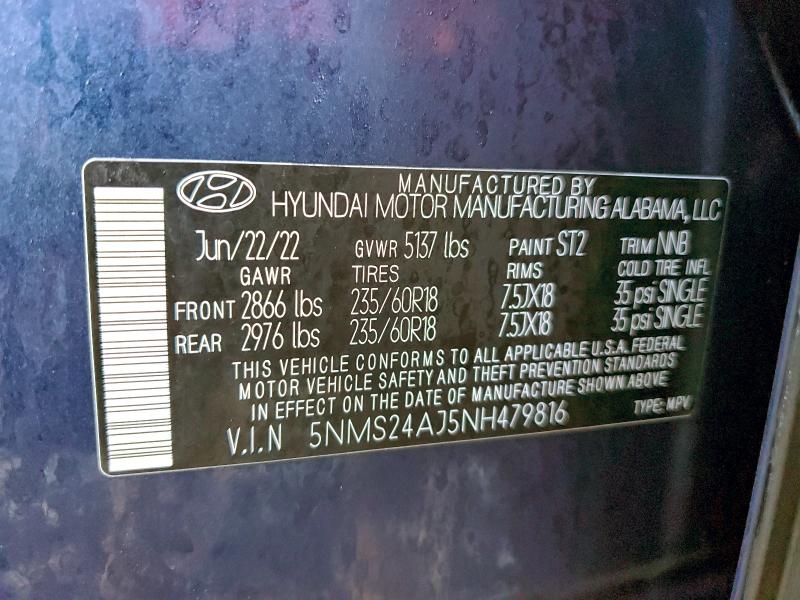 MANUFACTURED BY
HYUNDAI MOTOR MANUFACTURING ALABAMA, LLC
Jun/22/22 GVWR 5137 lbs PAINT ST2 TRIM NNB
GAWR TIRES RIMS COLD TIRE INFL
FRONT 2866 lbs 235/60R18 7.5JX18 35 psi SINGLE
REAR 2976 lbs 235/60R18 7.5JX18 35 psi SINGLE
THIS VEHICLE CONFORMS TO ALL APPLICABLE U.S.A. FEDERAL
MOTOR VEHICLE SAFETY AND THEFT PREVENTION STANDARDS
IN EFFECT ON THE DATE OF MANUFACTURE SHOWN ABOVE
V.I.N 5NMS24AJ5NH479816 TYPE: MPV